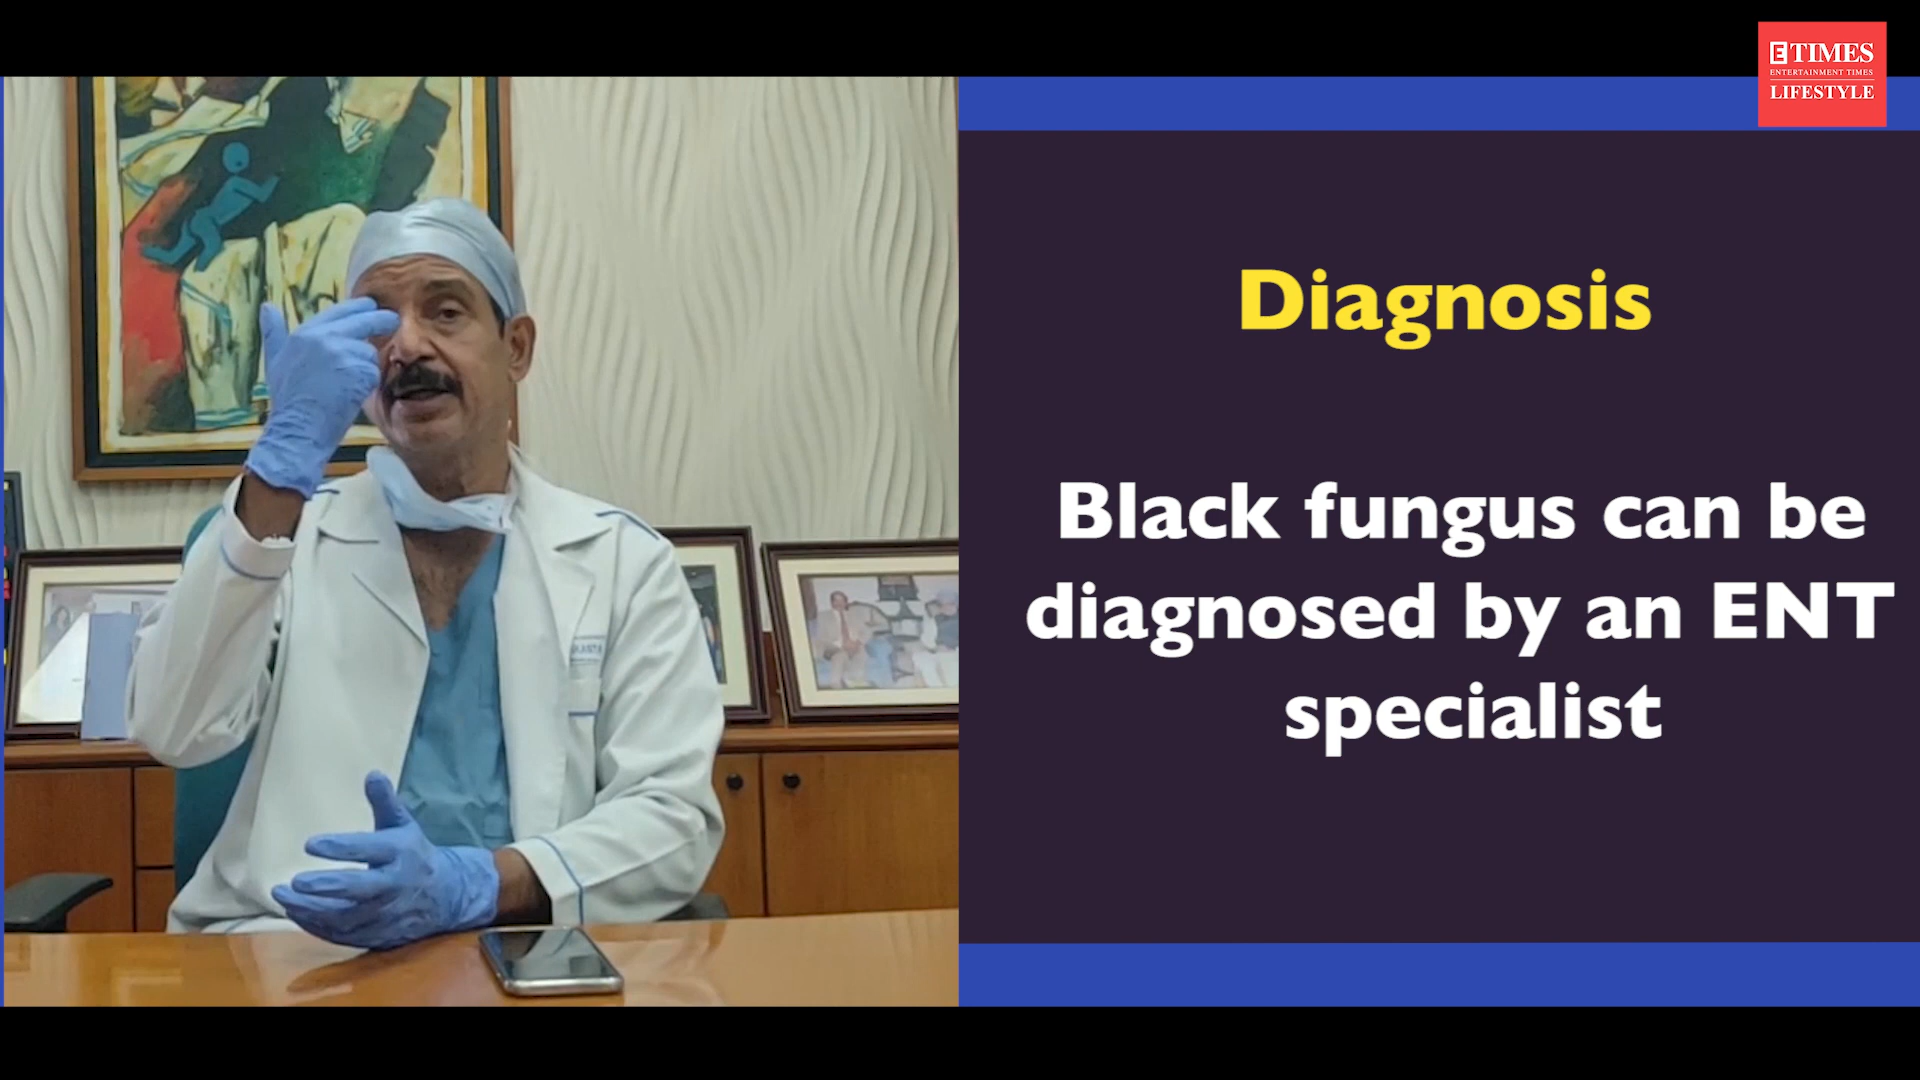 ETIMES
ENTERTAINMENT TIMES
LIFESTYLE
Diagnosis
Black fungus can be
diagnosed by an ENT
specialist